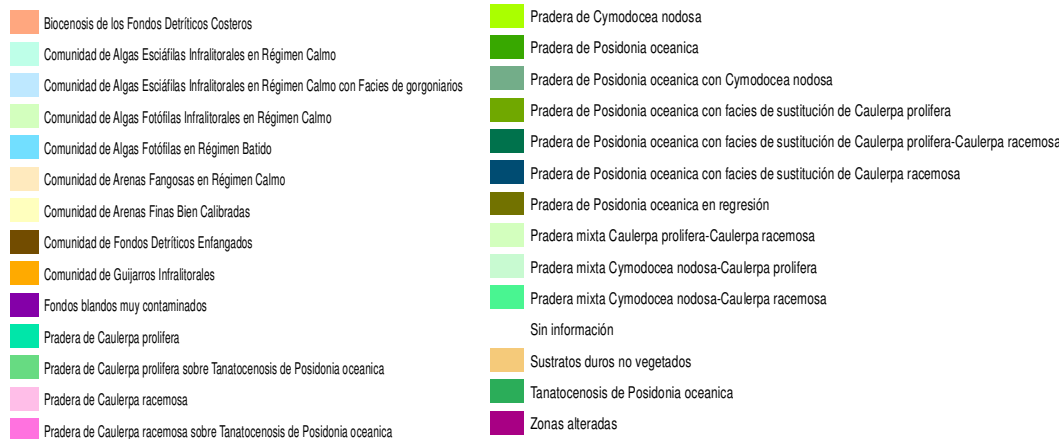 Biocenosis de los Fondos Detríticos Costeros
Comunidad de Algas Esciáfilas Infralitorales en Régimen Calmo
Comunidad de Algas Esciáfilas Infralitorales en Régimen Calmo con Facies de gorgoniarios
Comunidad de Algas Fotófilas Infralitorales en Régimen Calmo
Comunidad de Algas Fotófilas en Régimen Batido
Comunidad de Arenas Fangosas en Régimen Calmo
Comunidad de Arenas Finas Bien Calibradas
Comunidad de Fondos Detríticos Enfangados
Comunidad de Guijarros Infralitorales
Fondos blandos muy contaminados
Pradera de Caulerpa prolifera
Pradera de Caulerpa prolifera sobre Tanatocenosis de Posidonia oceanica
Pradera de Caulerpa racemosa
Pradera de Caulerpa racemosa sobre Tanatocenosis de Posidonia oceanica
Pradera de Cymodocea nodosa
Pradera de Posidonia oceanica
Pradera de Posidonia oceanica con Cymodocea nodosa
Pradera de Posidonia oceanica con facies de sustitución de Caulerpa prolifera
Pradera de Posidonia oceanica con facies de sustitución de Caulerpa prolifera-Caulerpa racemosa
Pradera de Posidonia oceanica con facies de sustitución de Caulerpa racemosa
Pradera de Posidonia oceanica en regresión
Pradera mixta Caulerpa prolifera-Caulerpa racemosa
Pradera mixta Cymodocea nodosa-Caulerpa prolifera
Pradera mixta Cymodocea nodosa-Caulerpa racemosa
Sin información
Sustratos duros no vegetados
Tanatocenosis de Posidonia oceanica
Zonas alteradas